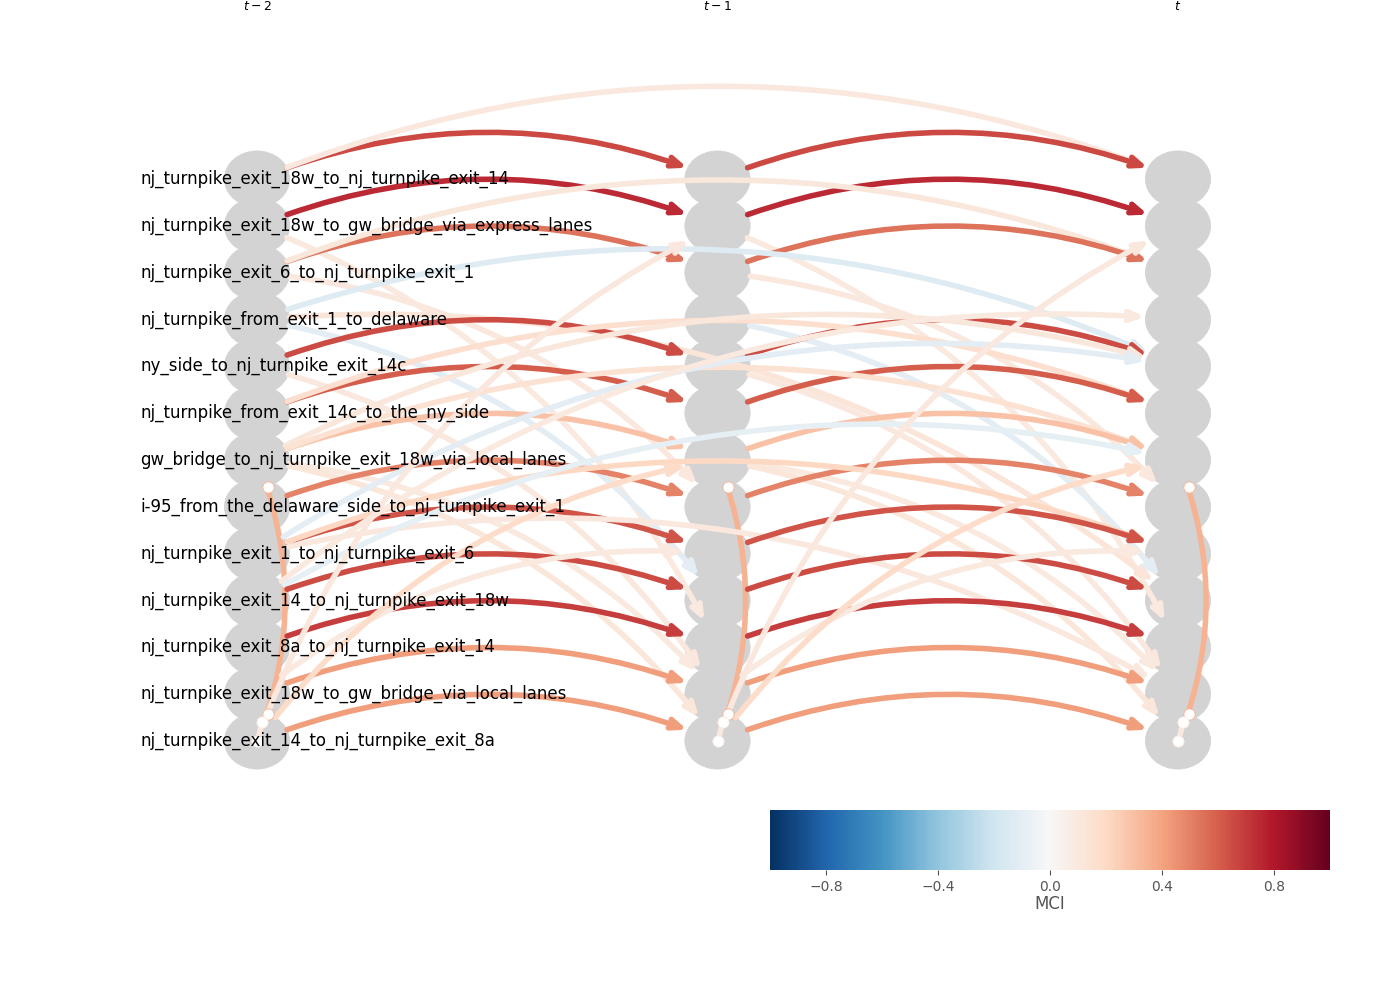 t − 2 t − 1 t
nj_turnpike_exit_18w_to_nj_turnpike_exit_14
nj_turnpike_exit_18w_to_gw_bridge_via_express_lanes
nj_turnpike_exit_6_to_nj_turnpike_exit_1
nj_turnpike_from_exit_1_to_delaware
ny_side_to_nj_turnpike_exit_14c
nj_turnpike_from_exit_14c_to_the_ny_side
gw_bridge_to_nj_turnpike_exit_18w_via_local_lanes
i-95_from_the_delaware_side_to_nj_turnpike_exit_1
nj_turnpike_exit_1_to_nj_turnpike_exit_6
nj_turnpike_exit_14_to_nj_turnpike_exit_18w
nj_turnpike_exit_8a_to_nj_turnpike_exit_14
nj_turnpike_exit_18w_to_gw_bridge_via_local_lanes
nj_turnpike_exit_14_to_nj_turnpike_exit_8a
−0.8 −0.4 0.0 0.4 0.8
MCI